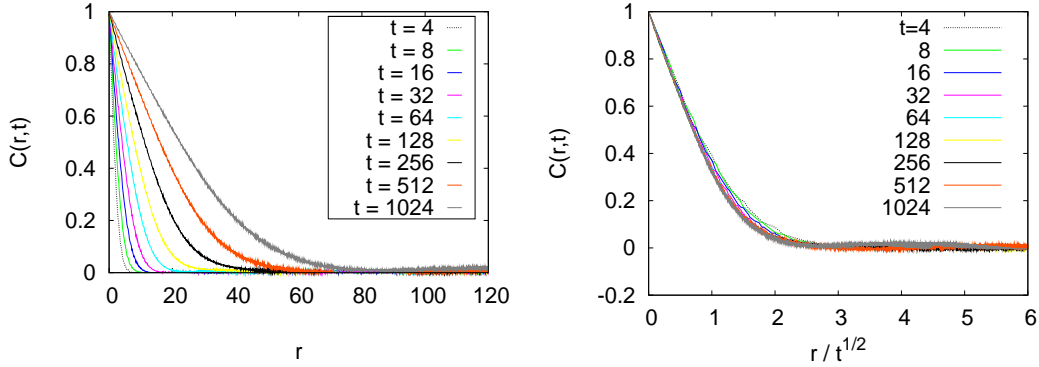 1
0.8
0.6
0.4
0.2
0
0 20 40 60 80 100 120
C(r,t)
r
t = 4
t = 8
t = 16
t = 32
t = 64
t = 128
t = 256
t = 512
t = 1024
1
0.8
0.6
0.4
0.2
0
-0.2
0 1 2 3 4 5 6
C(r,t)
r / t^{1/2}
t=4
8
16
32
64
128
256
512
1024